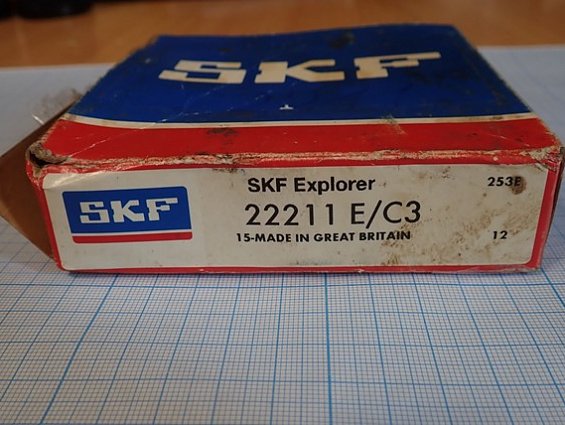 SKF
SKF Explorer 253E
SKF 22211 E/C3
15-MADE IN GREAT BRITAIN 12